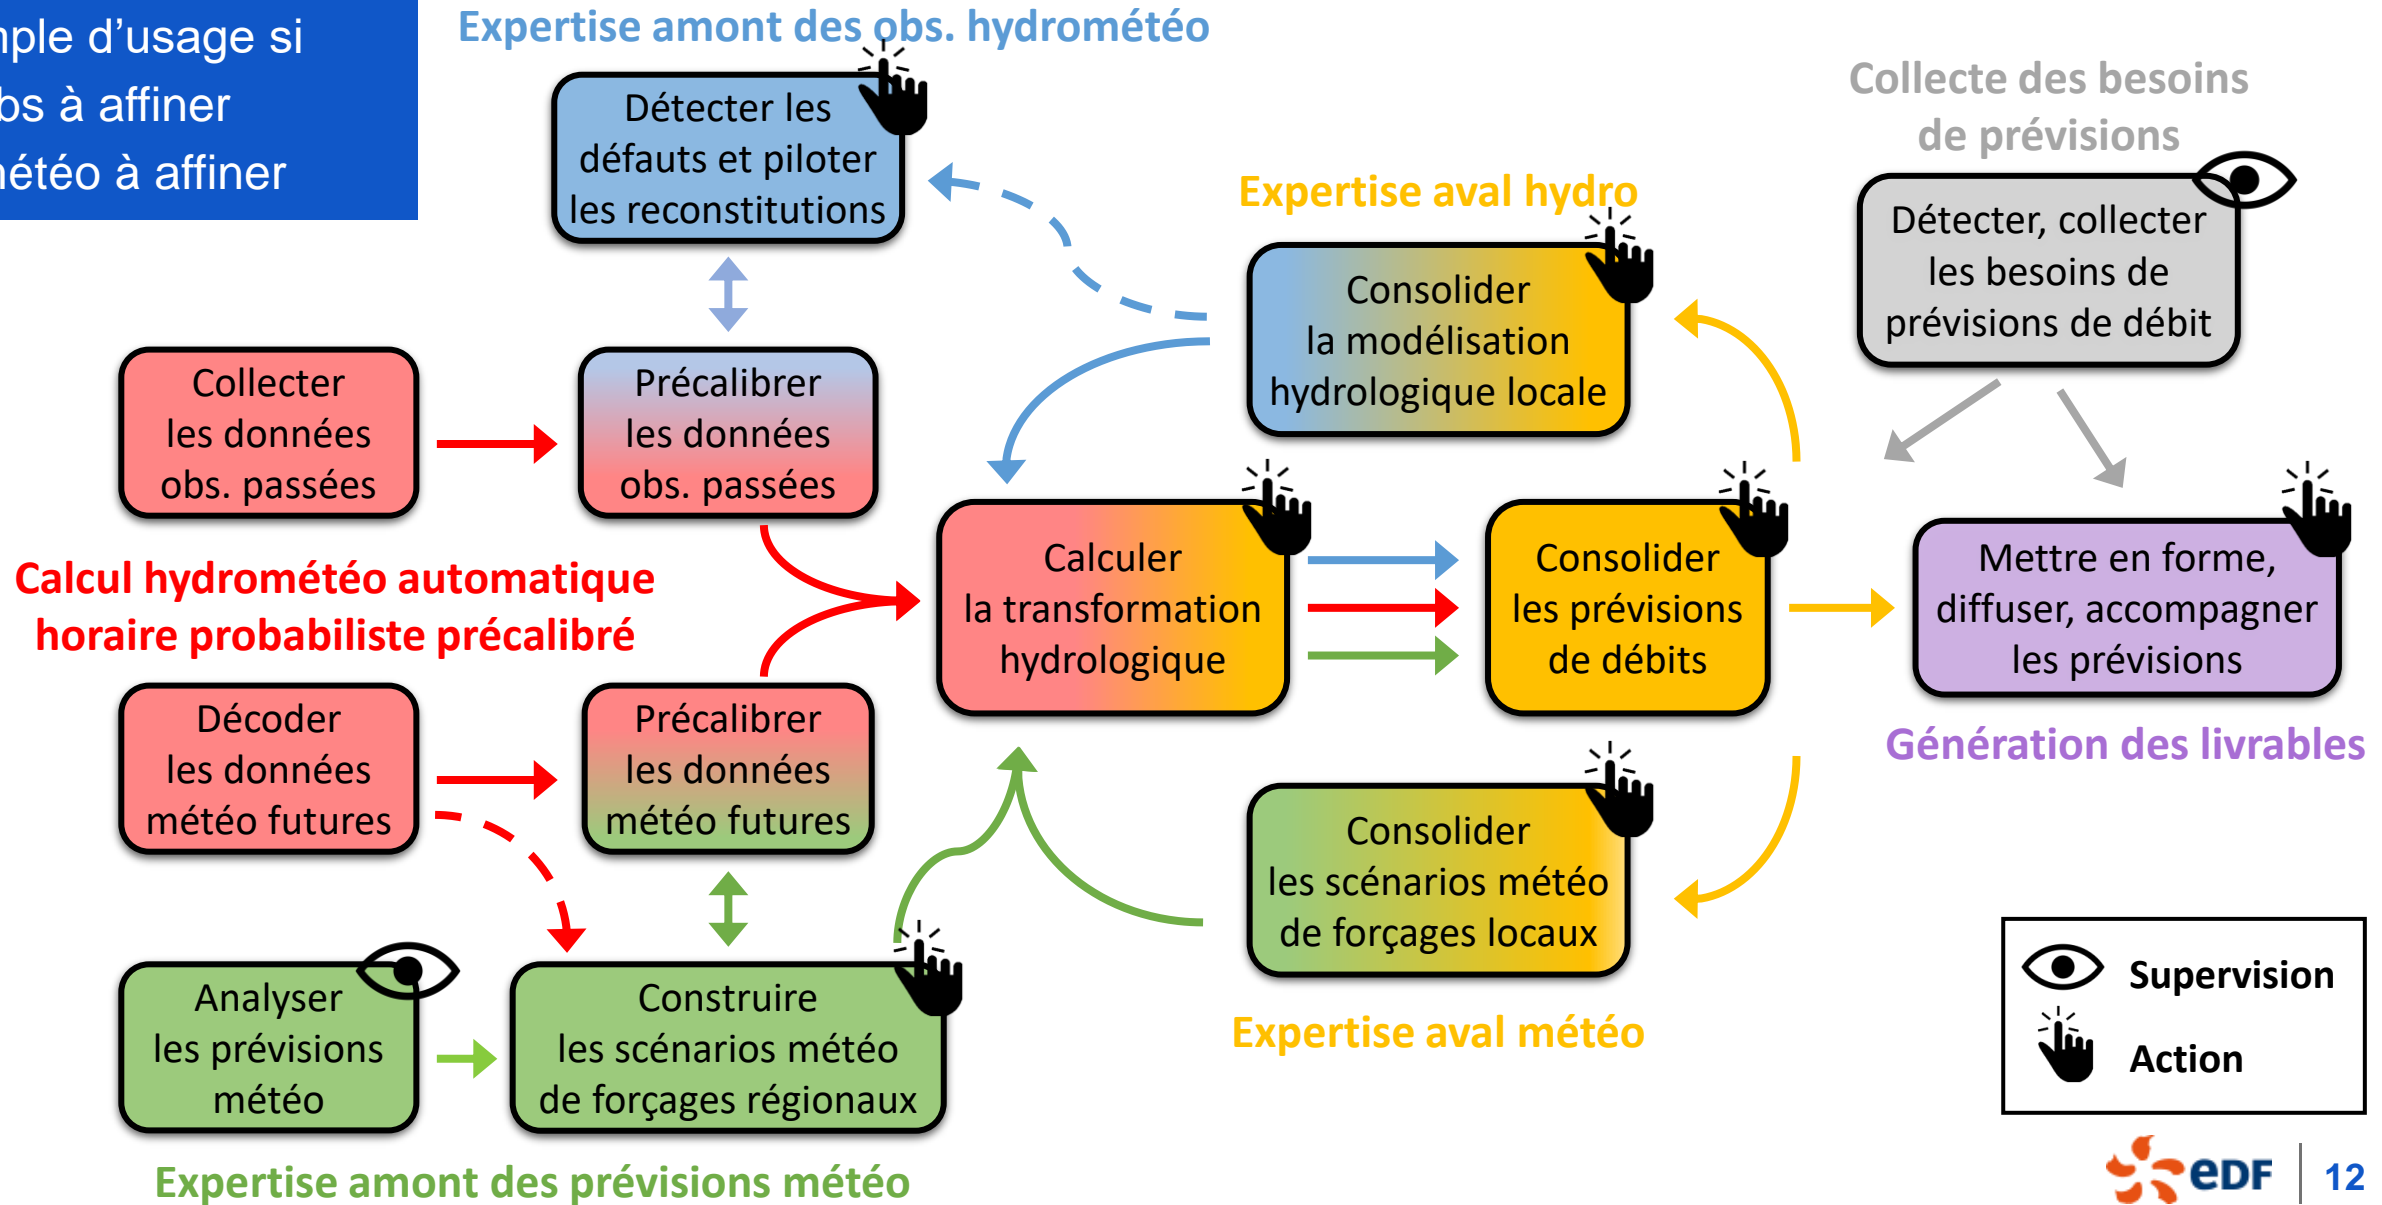 d’usage si
à affiner
à affiner
Expertise amont des obs. hydrométéo
Détecter les
défauts et piloter
les reconstitutions
Collecte des besoins
de prévisions
Détecter, collecter
les besoins de
prévisions de débit
Expertise aval hydro
Consolider
la modélisation
hydrologique locale
Collecter
les données
obs. passées
Précalibrer
les données
obs. passées
Calcul hydrométéo automatique
horaire probabiliste précalibré
Calculer
la transformation
hydrologique
Consolider
les prévisions
de débits
Mettre en forme,
diffuser, accompagner
les prévisions
Génération des livrables
Décoder
les données
météo futures
Précalibrer
les données
météo futures
Consolider
les scénarios météo
de forçages locaux
Expertise aval météo
Analyser
les prévisions
météo
Construire
les scénarios météo
de forçages régionaux
Expertise amont des prévisions météo
Supervision
Action
eDF
12